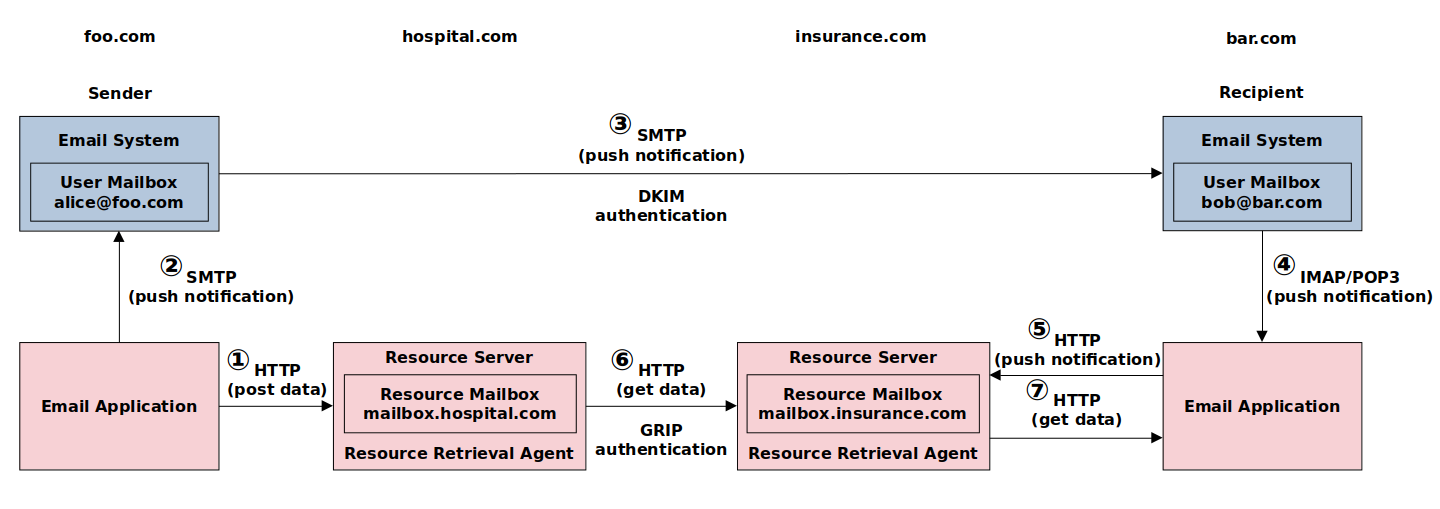 foo.com
hospital.com
insurance.com
bar.com
Sender
Recipient
Email System
User Mailbox
alice@foo.com
③ SMTP
(push notification)
DKIM
authentication
Email System
User Mailbox
bob@bar.com
② SMTP
(push notification)
④ IMAP/POP3
(push notification)
Email Application
① HTTP
(post data)
Resource Server
Resource Mailbox
mailbox.hospital.com
Resource Retrieval Agent
⑥ HTTP
(get data)
GRIP
authentication
Resource Server
Resource Mailbox
mailbox.insurance.com
Resource Retrieval Agent
⑤ HTTP
(push notification)
⑦ HTTP
(get data)
Email Application